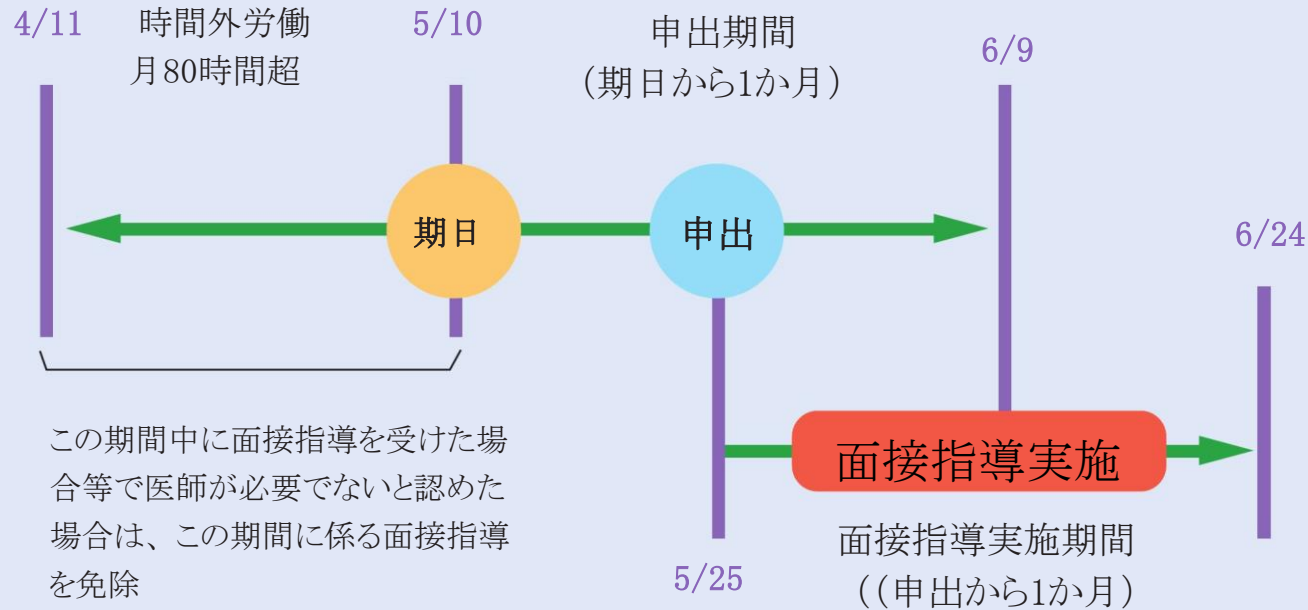 4/11
時間外労働
月80時間超
5/10
申出期間
（期日から1か月）
6/9
6/24
期日
申出
この期間中に面接指導を受けた場
合等で医師が必要でないと認めた
場合は、この期間に係る面接指導
を免除
面接指導実施
5/25
面接指導実施期間
（（申出から1か月）